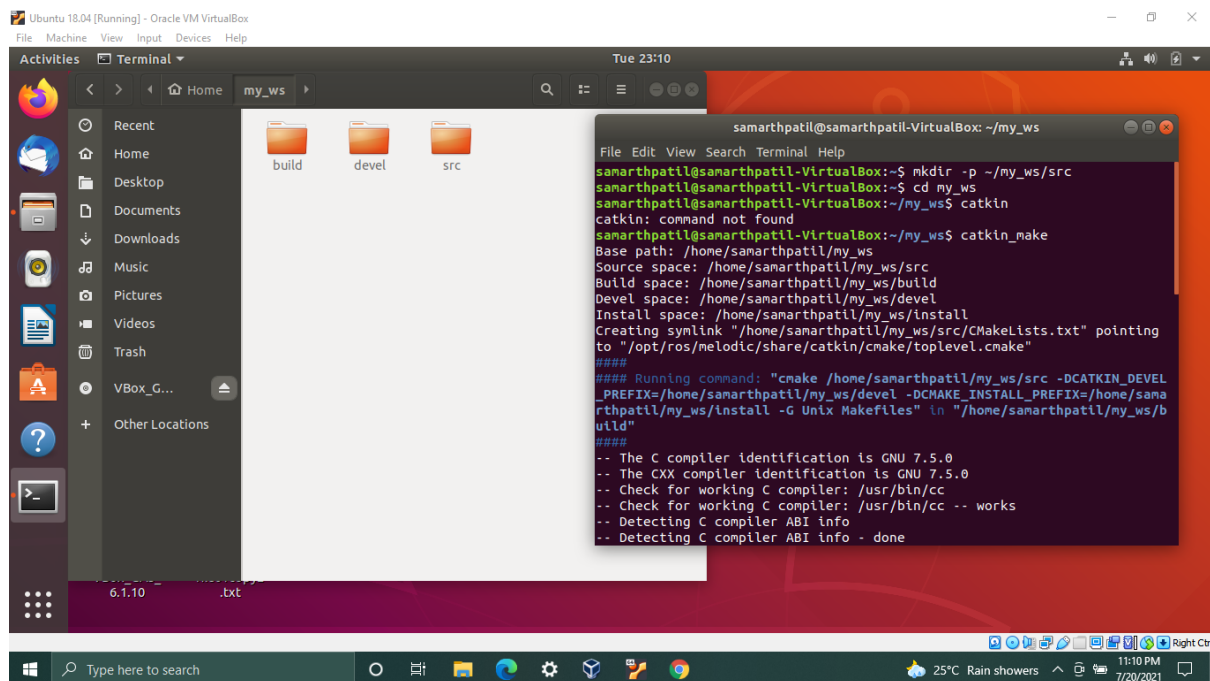 Ubuntu 18.04 [Running] - Oracle VM VirtualBox
File Machine View Input Devices Help
Activities Terminal Tue 23:10
Home my_ws
Recent
Home
Desktop
Documents
Downloads
Music
Pictures
Videos
Trash
VBox_G...
+ Other Locations
build devel src
samarthpatil@samarthpatil-VirtualBox: ~/my_ws
File Edit View Search Terminal Help
samarthpatil@samarthpatil-VirtualBox:~$ mkdir -p ~/my_ws/src
samarthpatil@samarthpatil-VirtualBox:~$ cd my_ws
samarthpatil@samarthpatil-VirtualBox:~/my_ws$ catkin
catkin: command not found
samarthpatil@samarthpatil-VirtualBox:~/my_ws$ catkin_make
Base path: /home/samarthpatil/my_ws
Source space: /home/samarthpatil/my_ws/src
Build space: /home/samarthpatil/my_ws/build
Devel space: /home/samarthpatil/my_ws/devel
Install space: /home/samarthpatil/my_ws/install
Creating symlink "/home/samarthpatil/my_ws/src/CMakeLists.txt" pointing
to "/opt/ros/melodic/share/catkin/cmake/toplevel.cmake"
####
#### Running command: "cmake /home/samarthpatil/my_ws/src -DCATKIN_DEVEL
_PREFIX=/home/samarthpatil/my_ws/devel -DCMAKE_INSTALL_PREFIX=/home/sama
rthpatil/my_ws/install -G Unix Makefiles" in "/home/samarthpatil/my_ws/b
uild"
####
-- The C compiler identification is GNU 7.5.0
-- The CXX compiler identification is GNU 7.5.0
-- Check for working C compiler: /usr/bin/cc
-- Check for working C compiler: /usr/bin/cc -- works
-- Detecting C compiler ABI info
-- Detecting C compiler ABI info - done
6.1.10 .txt
Right Ctr
Type here to search
25°C Rain showers
11:10 PM
7/20/2021